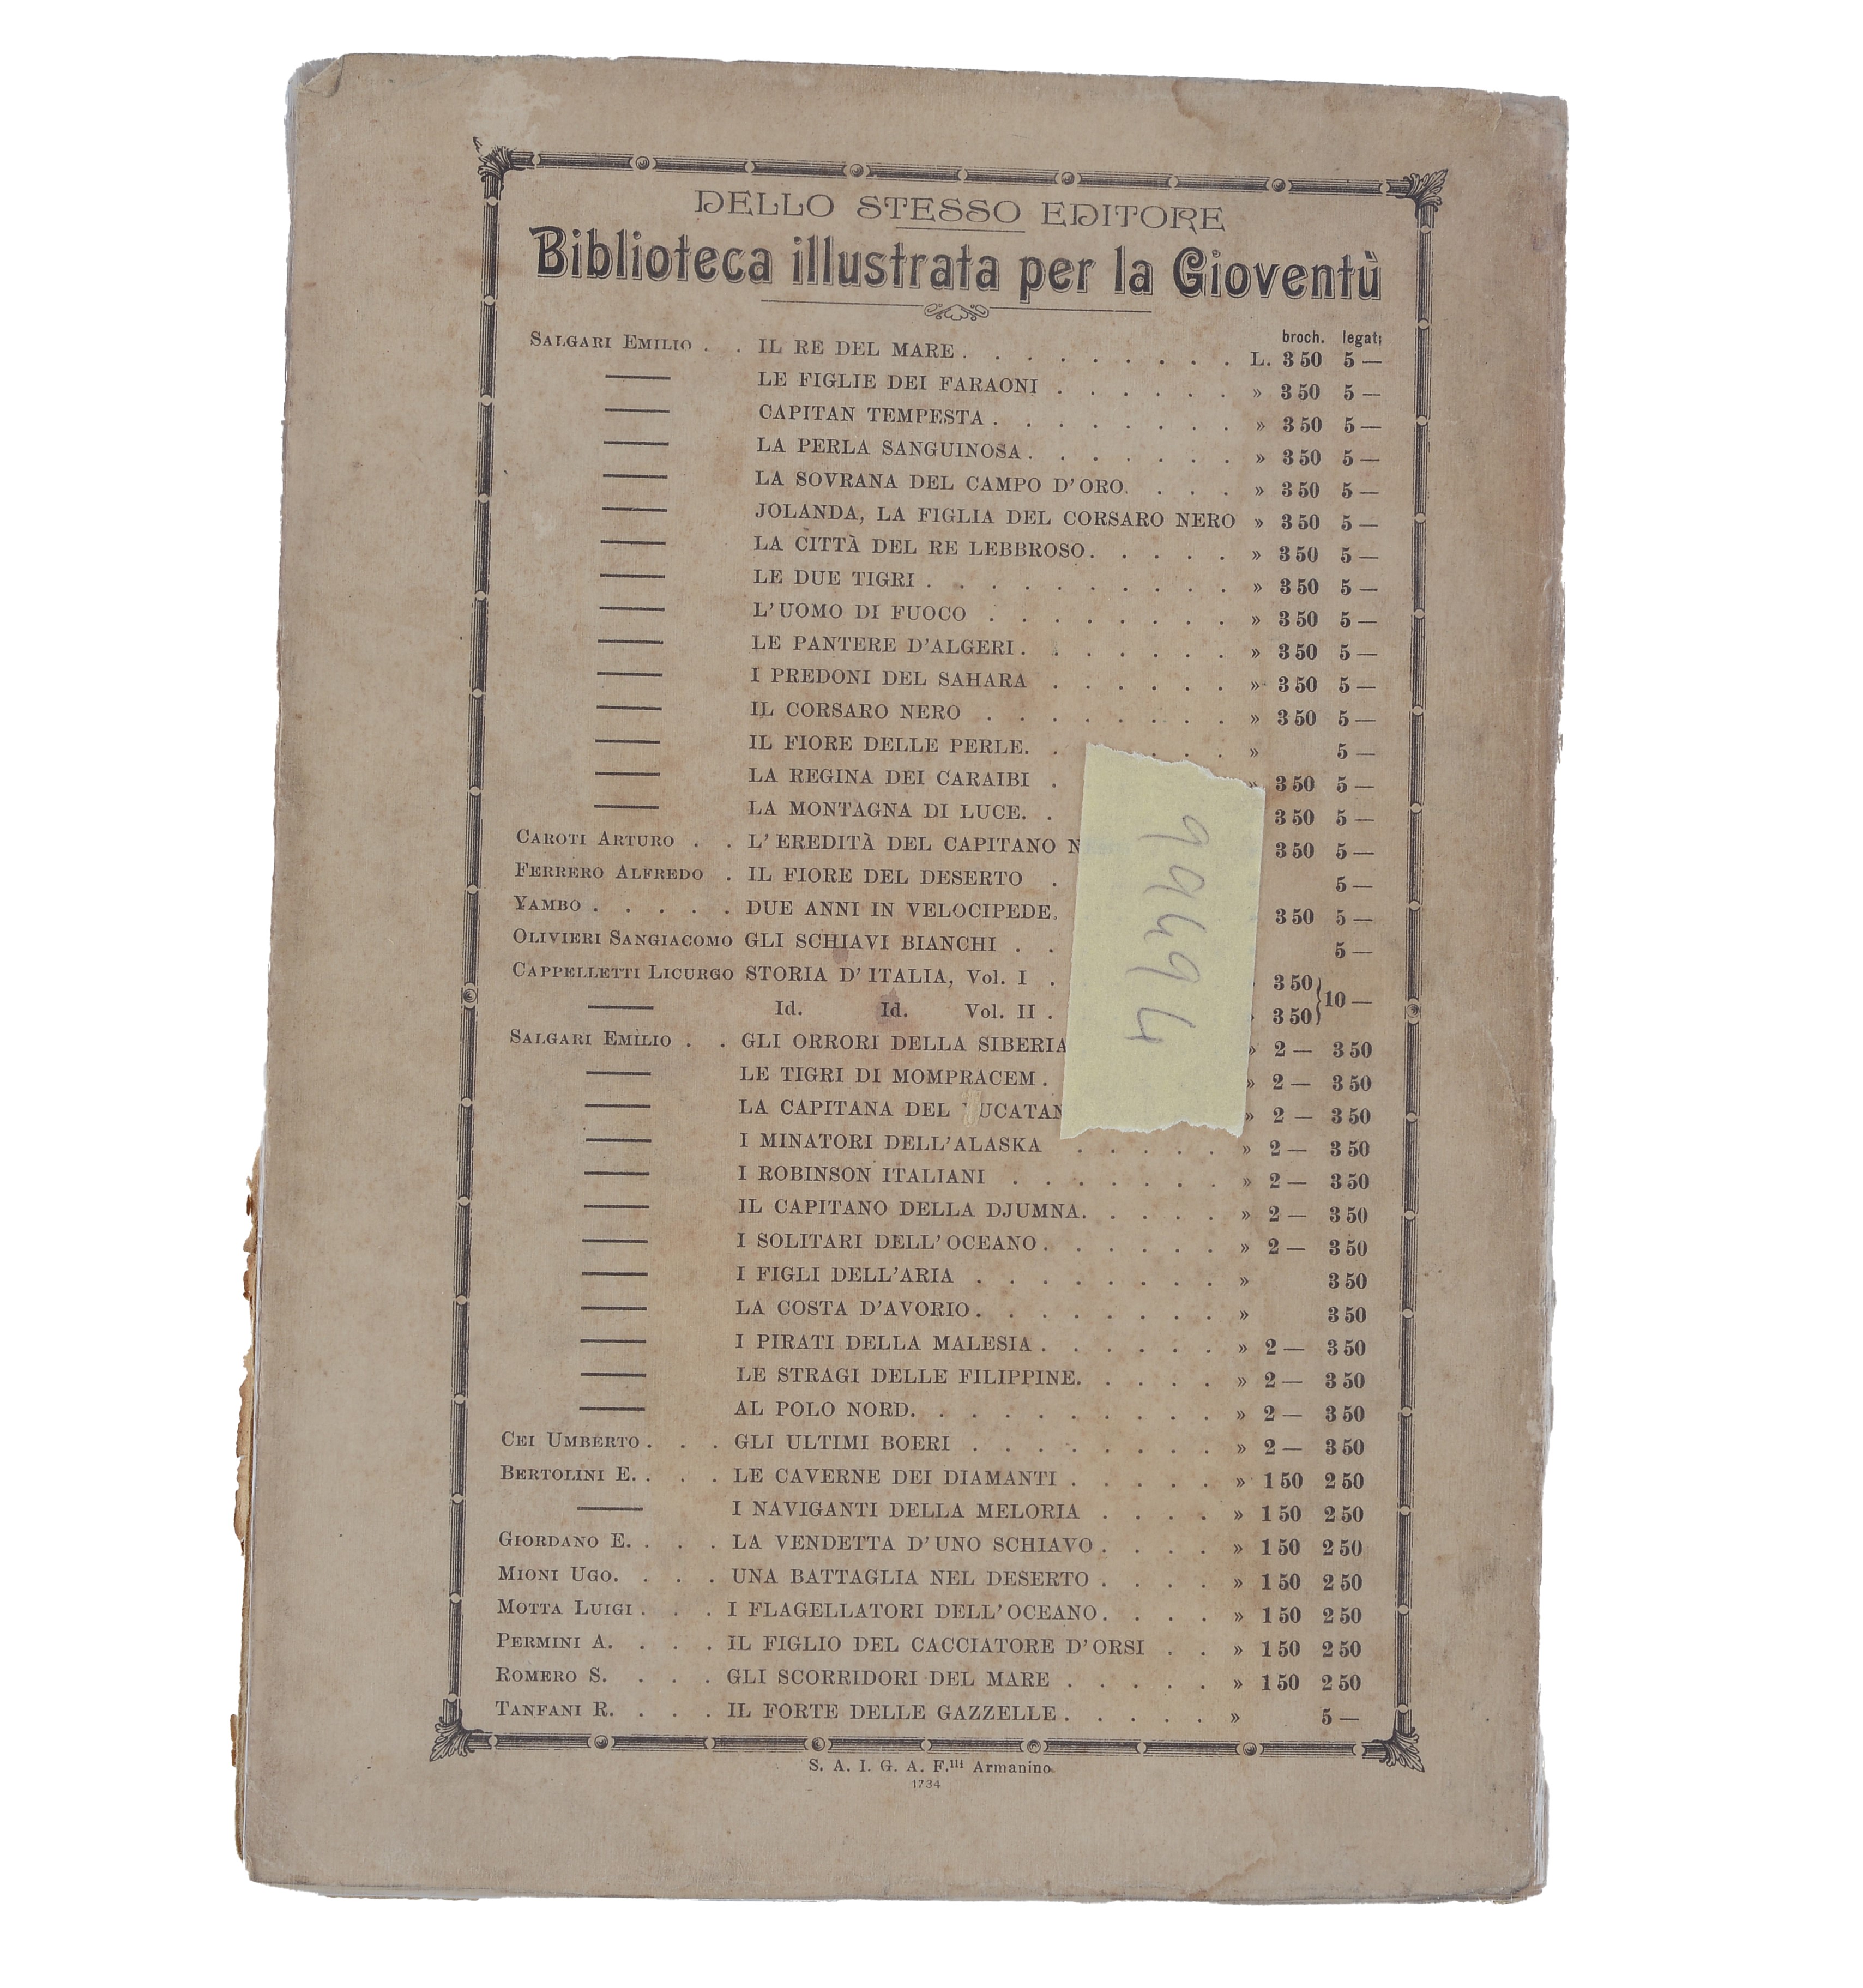 DELLO STESSO EDITORE
Biblioteca illustrata per la Gioventù
broch. legati
SALGARI EMILIO . . IL RE DEL MARE . . . . . . . . . L. 3 50 5 —
—— LE FIGLIE DEI FARAONI . . . . . . » 3 50 5 —
—— CAPITAN TEMPESTA . . . . . . . . » 3 50 5 —
—— LA PERLA SANGUINOSA . . . . . . . » 3 50 5 —
—— LA SOVRANA DEL CAMPO D'ORO. . . . » 3 50 5 —
—— JOLANDA, LA FIGLIA DEL CORSARO NERO » 3 50 5 —
—— LA CITTÀ DEL RE LEBBROSO . . . . . » 3 50 5 —
—— LE DUE TIGRI . . . . . . . . . . » 3 50 5 —
—— L'UOMO DI FUOCO . . . . . . . . » 3 50 5 —
—— LE PANTERE D'ALGERI . . . . . . . » 3 50 5 —
—— I PREDONI DEL SAHARA . . . . . . » 3 50 5 —
—— IL CORSARO NERO . . . . . . . . » 3 50 5 —
—— IL FIORE DELLE PERLE. . . . . » 5 —
—— LA REGINA DEI CARAIBI . » 3 50 5 —
—— LA MONTAGNA DI LUCE. . 3 50 5 —
CAROTI ARTURO . . L'EREDITÀ DEL CAPITANO N 3 50 5 —
FERRERO ALFREDO . IL FIORE DEL DESERTO . 5 —
YAMBO . . . . . DUE ANNI IN VELOCIPEDE. 3 50 5 —
OLIVIERI SANGIACOMO GLI SCHIAVI BIANCHI . . 5 —
CAPPELLETTI LICURGO STORIA D'ITALIA, Vol. I . 3 50
}10 —
—— Id. Id. Vol. II . 3 50
SALGARI EMILIO . . GLI ORRORI DELLA SIBERIA » 2 — 3 50
—— LE TIGRI DI MOMPRACEM . » 2 — 3 50
—— LA CAPITANA DEL UCATAN » 2 — 3 50
—— I MINATORI DELL'ALASKA . . . . . » 2 — 3 50
—— I ROBINSON ITALIANI . . . . . . . » 2 — 3 50
—— IL CAPITANO DELLA DJUMNA. . . . . » 2 — 3 50
—— I SOLITARI DELL'OCEANO . . . . . . » 2 — 3 50
—— I FIGLI DELL'ARIA . . . . . . . . » 3 50
—— LA COSTA D'AVORIO . . . . . . . . » 3 50
—— I PIRATI DELLA MALESIA . . . . . . » 2 — 3 50
—— LE STRAGI DELLE FILIPPINE. . . . . » 2 — 3 50
—— AL POLO NORD. . . . . . . . . . » 2 — 3 50
CEI UMBERTO . . . GLI ULTIMI BOERI . . . . . . . . » 2 — 3 50
BERTOLINI E. . . . LE CAVERNE DEI DIAMANTI . . . . . » 1 50 2 50
—— I NAVIGANTI DELLA MELORIA . . . . » 1 50 2 50
GIORDANO E. . . . LA VENDETTA D'UNO SCHIAVO . . . . » 1 50 2 50
MIONI UGO. . . . UNA BATTAGLIA NEL DESERTO . . . . » 1 50 2 50
MOTTA LUIGI . . . I FLAGELLATORI DELL'OCEANO . . . . » 1 50 2 50
PERMINI A. . . . IL FIGLIO DEL CACCIATORE D'ORSI . . » 1 50 2 50
ROMERO S. . . . GLI SCORRIDORI DEL MARE . . . . . » 1 50 2 50
TANFANI R. . . . IL FORTE DELLE GAZZELLE . . . . . » 5 —
S. A. I. G. A. F.lli Armanino
1734
99494